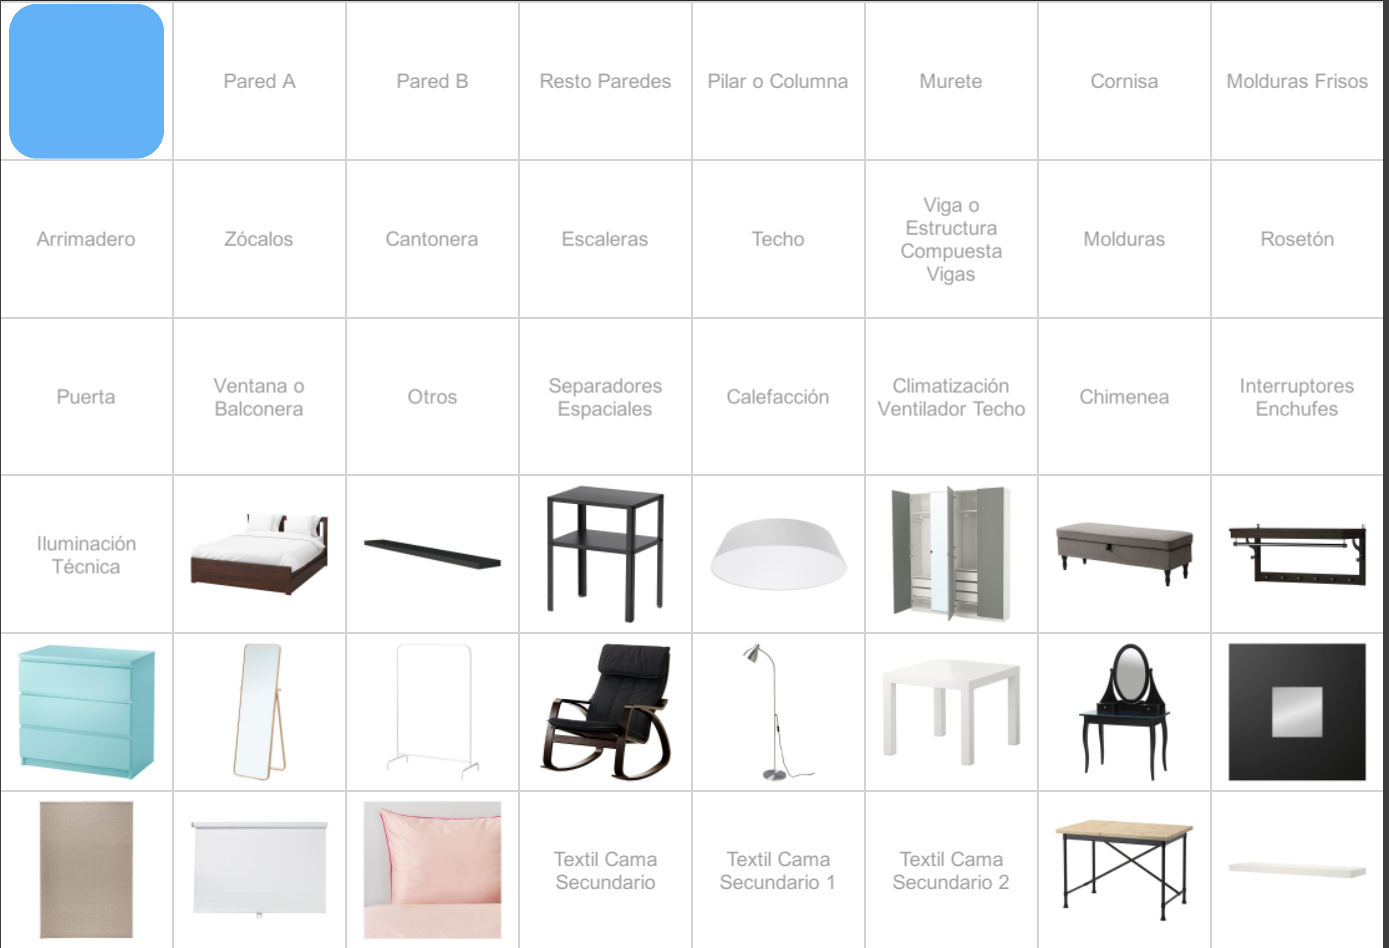 Pared A
Pared B
Resto Paredes
Pilar o Columna
Murete
Cornisa
Molduras Frisos
Arrimadero
Zócalos
Cantonera
Escaleras
Techo
Viga o
Estructura
Compuesta
Vigas
Molduras
Rosetón
Puerta
Ventana o
Balconera
Otros
Separadores
Espaciales
Calefacción
Climatización
Ventilador Techo
Chimenea
Interruptores
Enchufes
Iluminación
Técnica
Textil Cama
Secundario
Textil Cama
Secundario 1
Textil Cama
Secundario 2